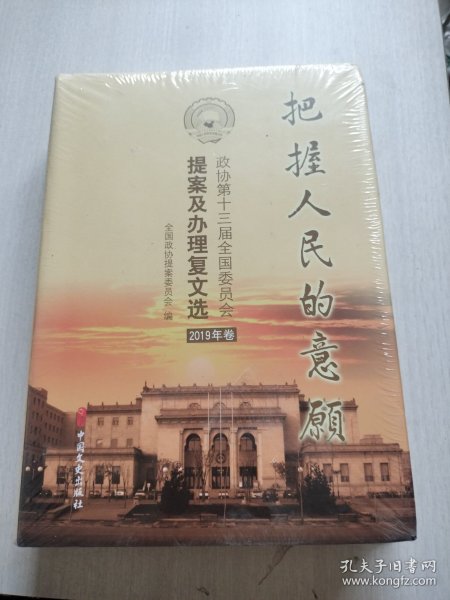 把握人民的意愿
政协第十三届全国委员会
提案及办理复文选
2019年卷
全国政协提案委员会 编
中国文史出版社
孔夫子旧书网
www.kongfz.com